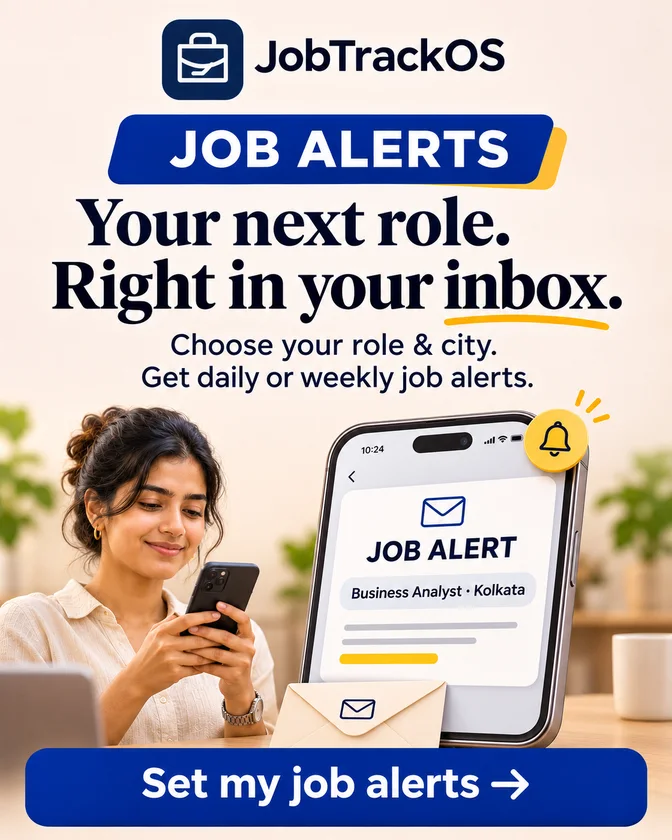 JobTrackOS
JOB ALERTS
Your next role.
Right in your inbox.
Choose your role & city.
Get daily or weekly job alerts.
10:24
JOB ALERT
Business Analyst · Kolkata
Set my job alerts →